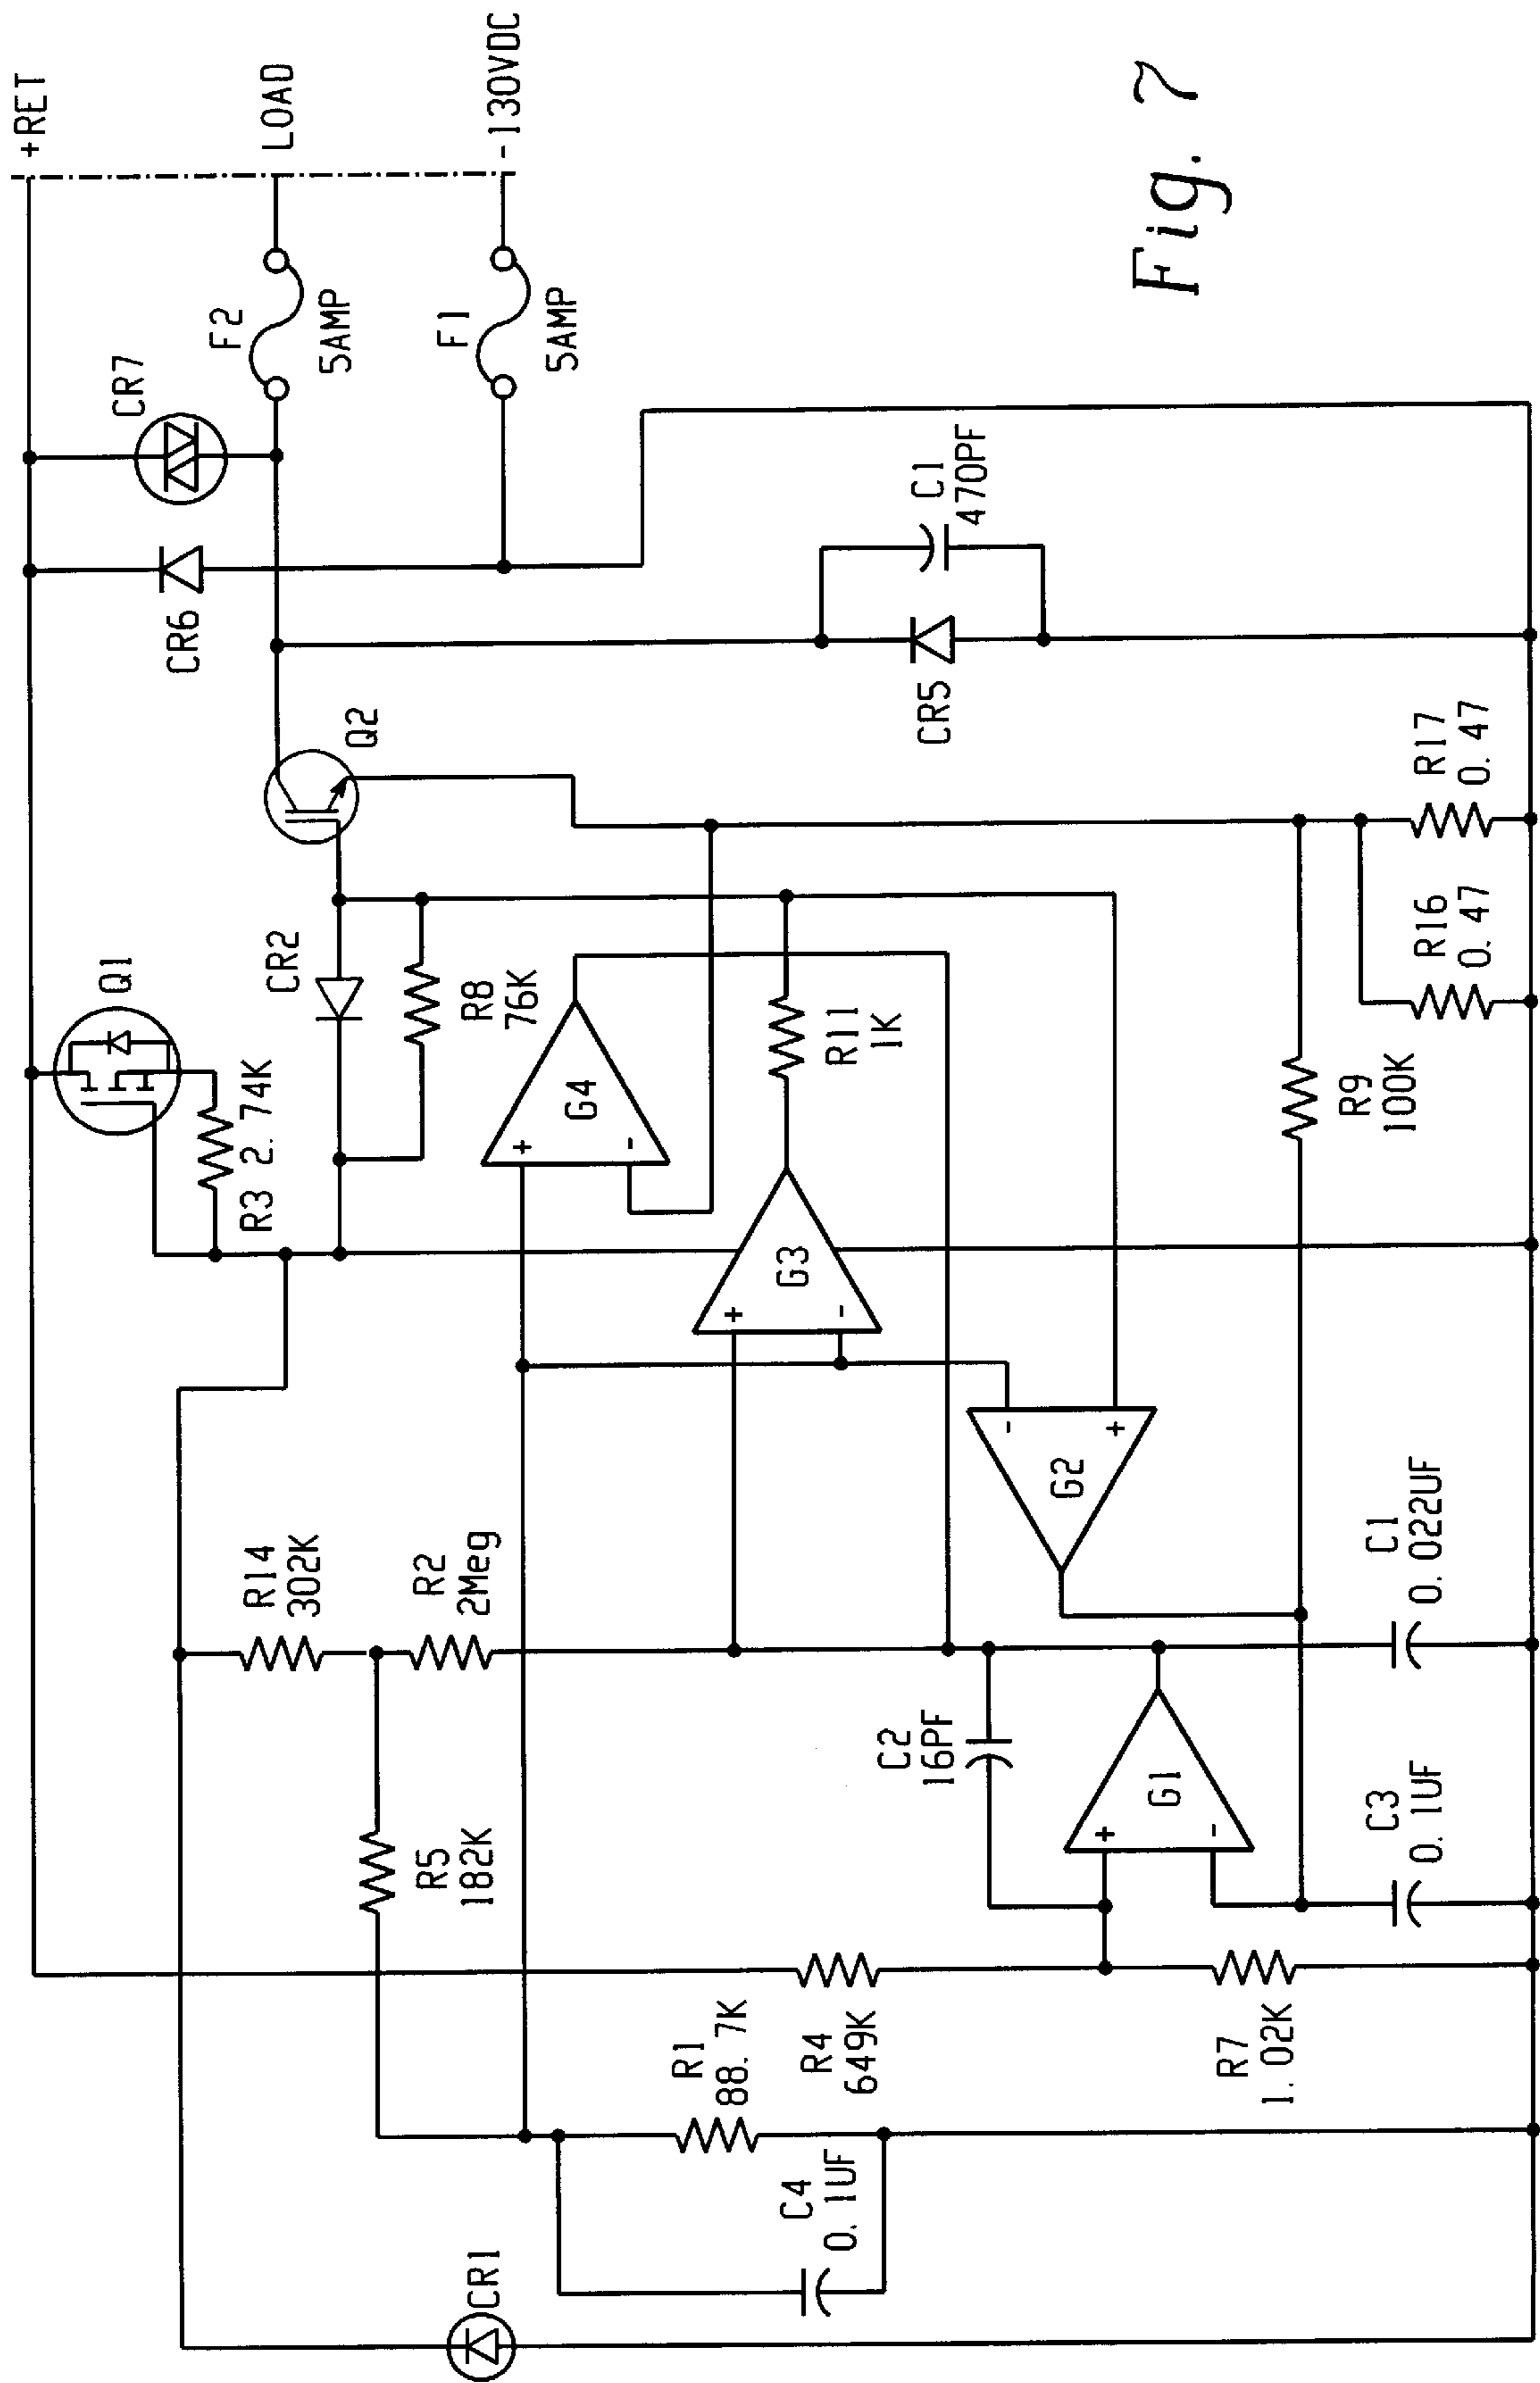 +RET
LOAD
-130VDC
CR7
F2
5AMP
F1
5AMP
CR6
C1
470PF
CR5
Q2
R17
0.47
R16
0.47
Q1
CR2
R8
76K
R3 2.74K
G4
+
-
R11
1K
R9
100K
G3
+
-
G2
-
+
R14
302K
R2
2Meg
C1
0.022UF
C2
16PF
G1
+
-
C3
0.1UF
R5
182K
R4
649K
R7
1.02K
R1
88.7K
C4
0.1UF
CR1
Fig. 7